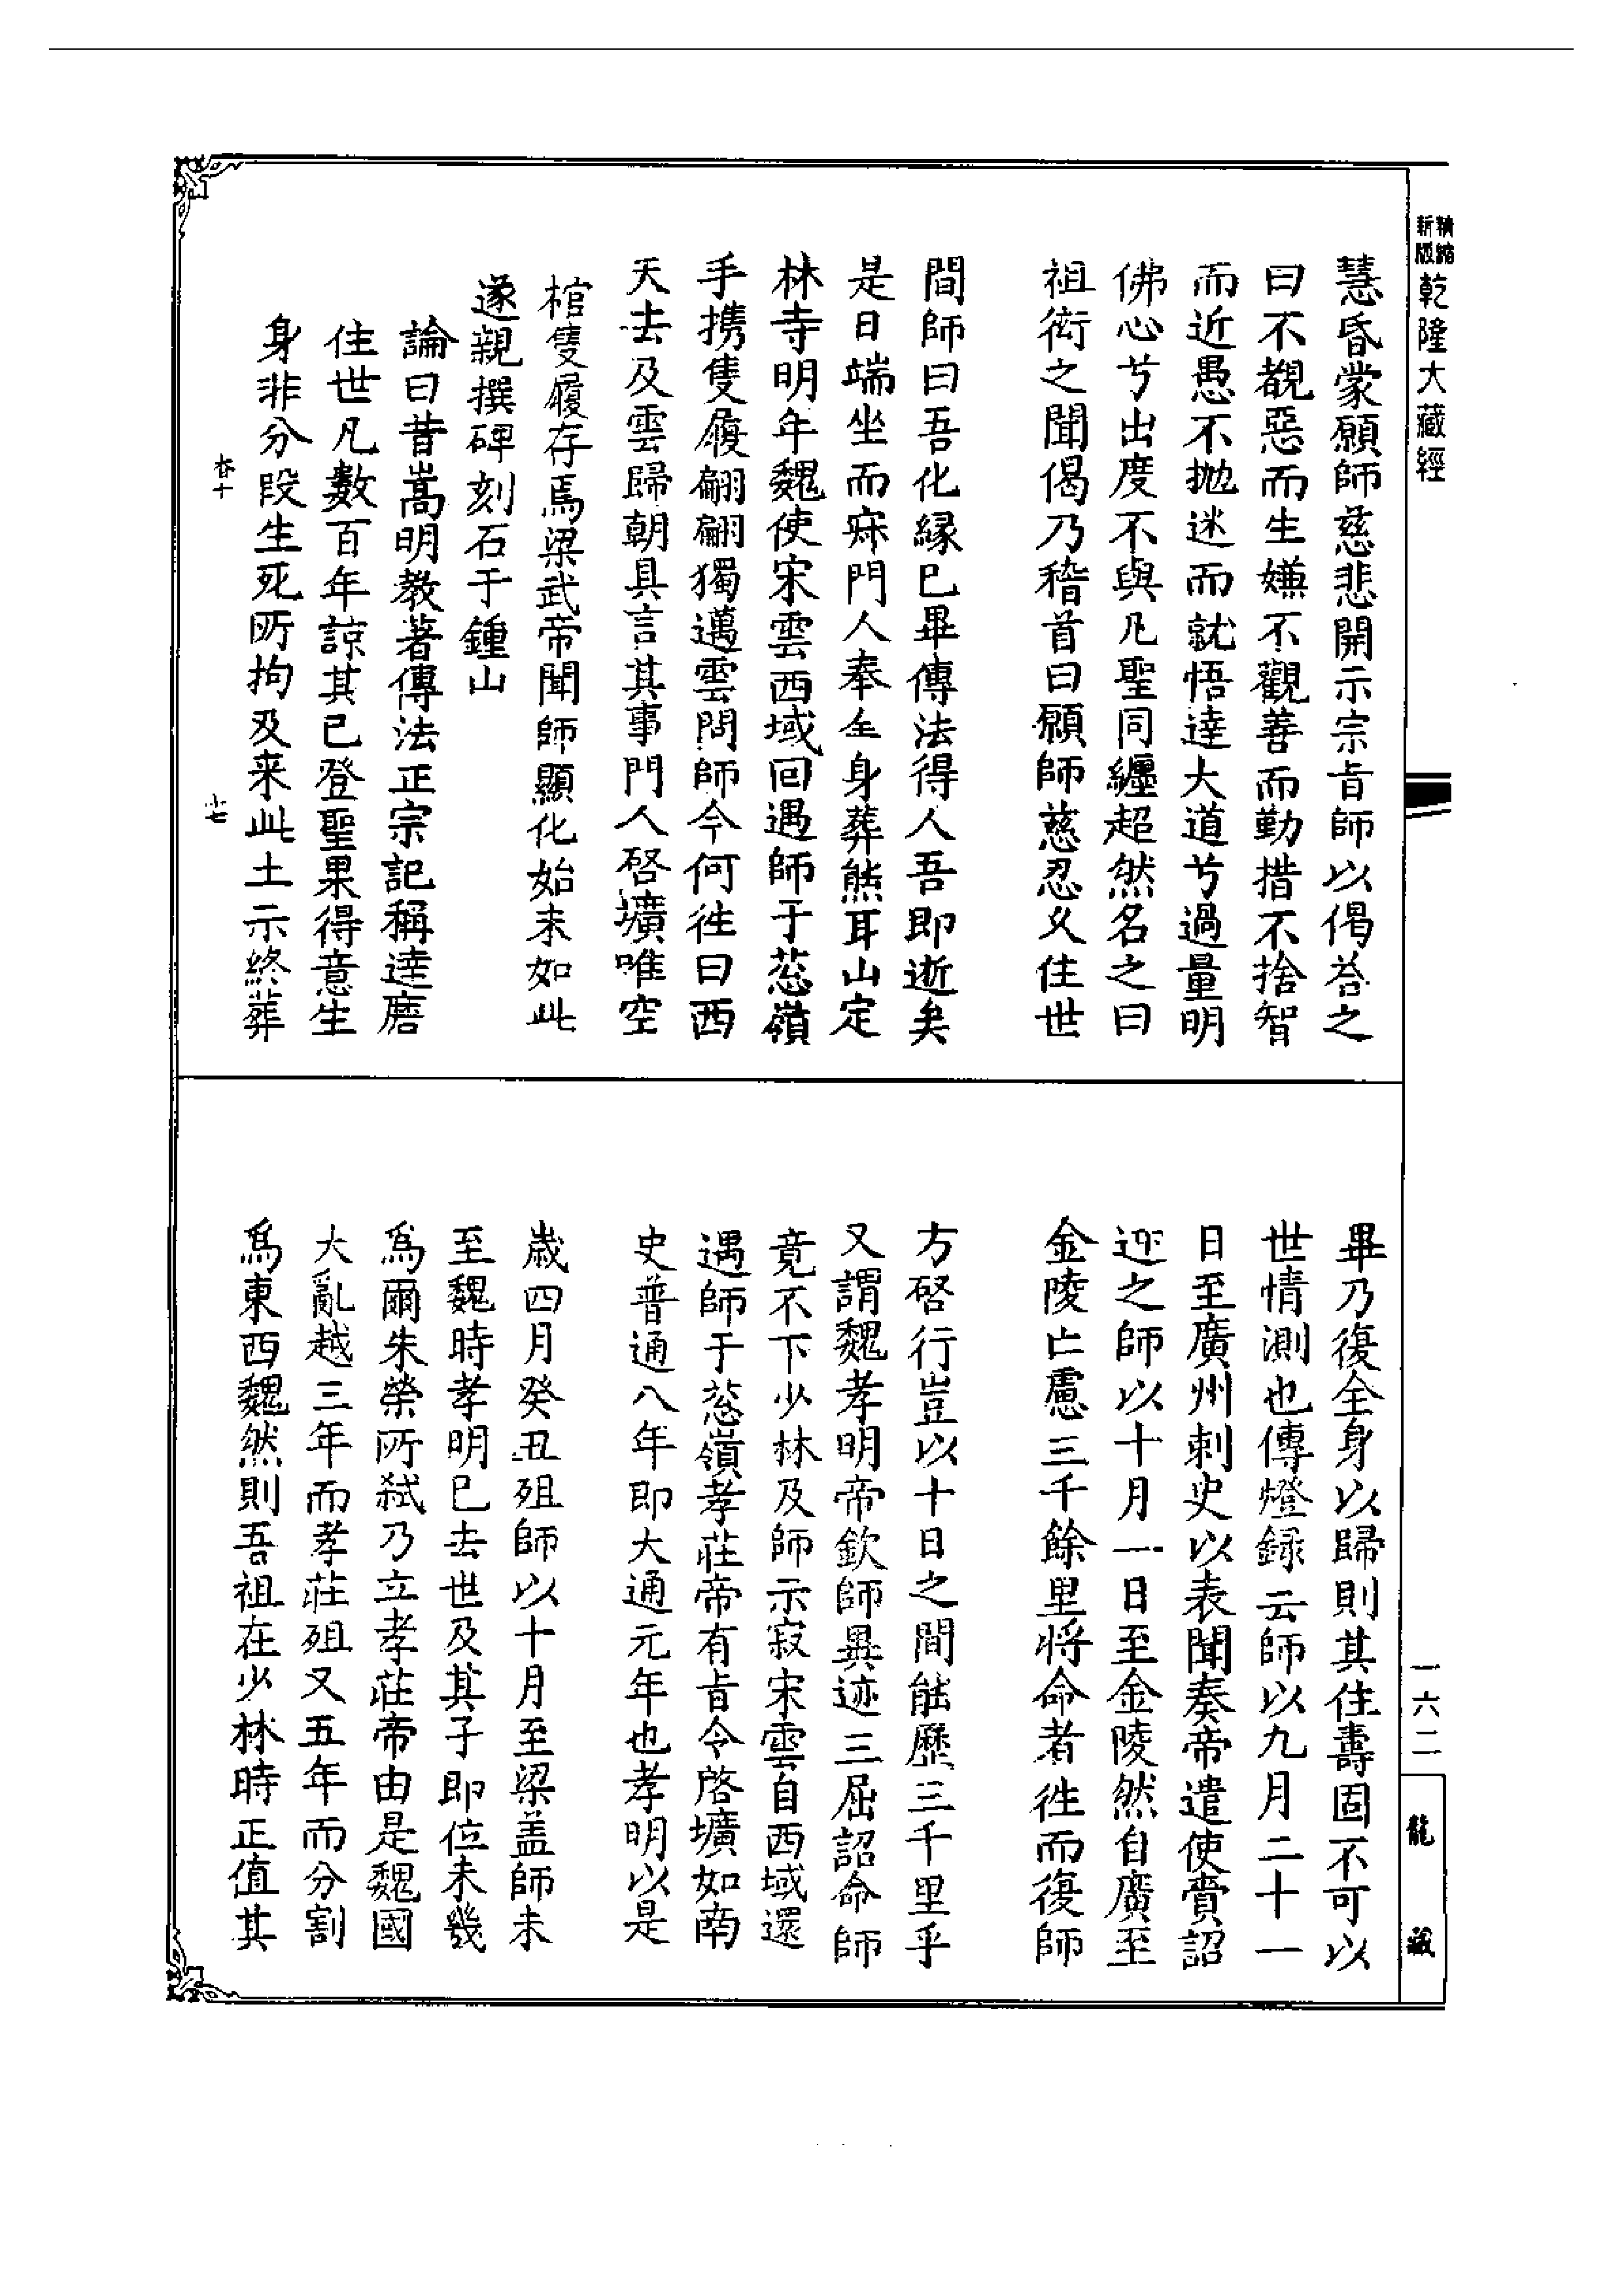 新版精縮乾隆大藏經
慧昏蒙願師慈悲開示宗旨師以偈荅之
曰不覩惡而生嫌不觀善而勤措不捨智
而近愚不拋迷而就悟達大道兮過量明
佛心兮出度不與凡聖同纏超然名之曰
祖衒之聞偈乃稽首曰願師慈忍久住世
間師曰吾化縁已畢傳法得人吾即逝矣
是日端坐而寂門人奉全身葬熊耳山定
林寺明年魏使宋雲西域回遇師于葱嶺
手携隻履翩翩獨邁雲問師今何徃曰西
天去及雲歸朝具言其事門人啓壙唯空
棺隻履存焉梁武帝聞師顯化始末如此
遂親撰碑刻石于鍾山
論曰昔嵩明教著傳法正宗記稱達磨
住世凡數百年諒其已登聖果得意生
身非分段生死所拘及来此土示終葬
畢乃復全身以歸則其住壽固不可以
世情測也傳燈録云師以九月二十一
日至廣州刺史以表聞奏帝遣使賫詔
迎之師以十月一日至金陵然自廣至
金陵亡慮三千餘里將命者徃而復師
方啓行豈以十日之間能歷三千里乎
又謂魏孝明帝欽師異迹三屈詔命師
竟不下少林及師示寂宋雲自西域還
遇師于葱嶺孝莊帝有旨令啓壙如南
史普通八年即大通元年也孝明以是
歲四月癸丑殂師以十月至梁盖師未
至魏時孝明已去世及其子即位未幾
爲爾朱榮所弑乃立孝莊帝由是魏國
大亂越三年而孝莊殂又五年而分割
爲東西魏然則吾祖在少林時正值其
一六二
龍藏